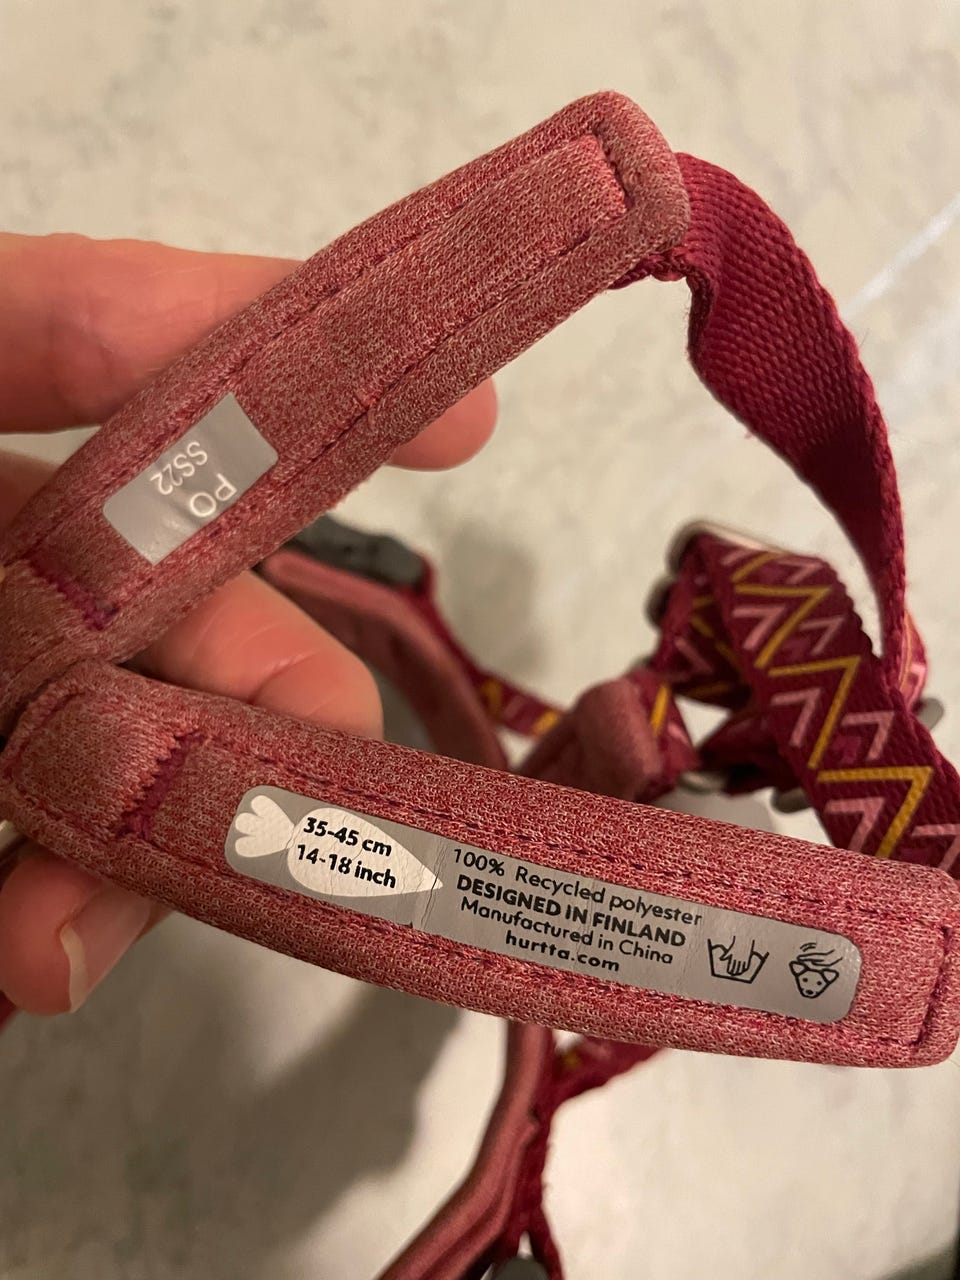 PO
SS22
35-45 cm
14-18 inch
100% Recycled polyester
DESIGNED IN FINLAND
Manufactured in China
hurtta.com